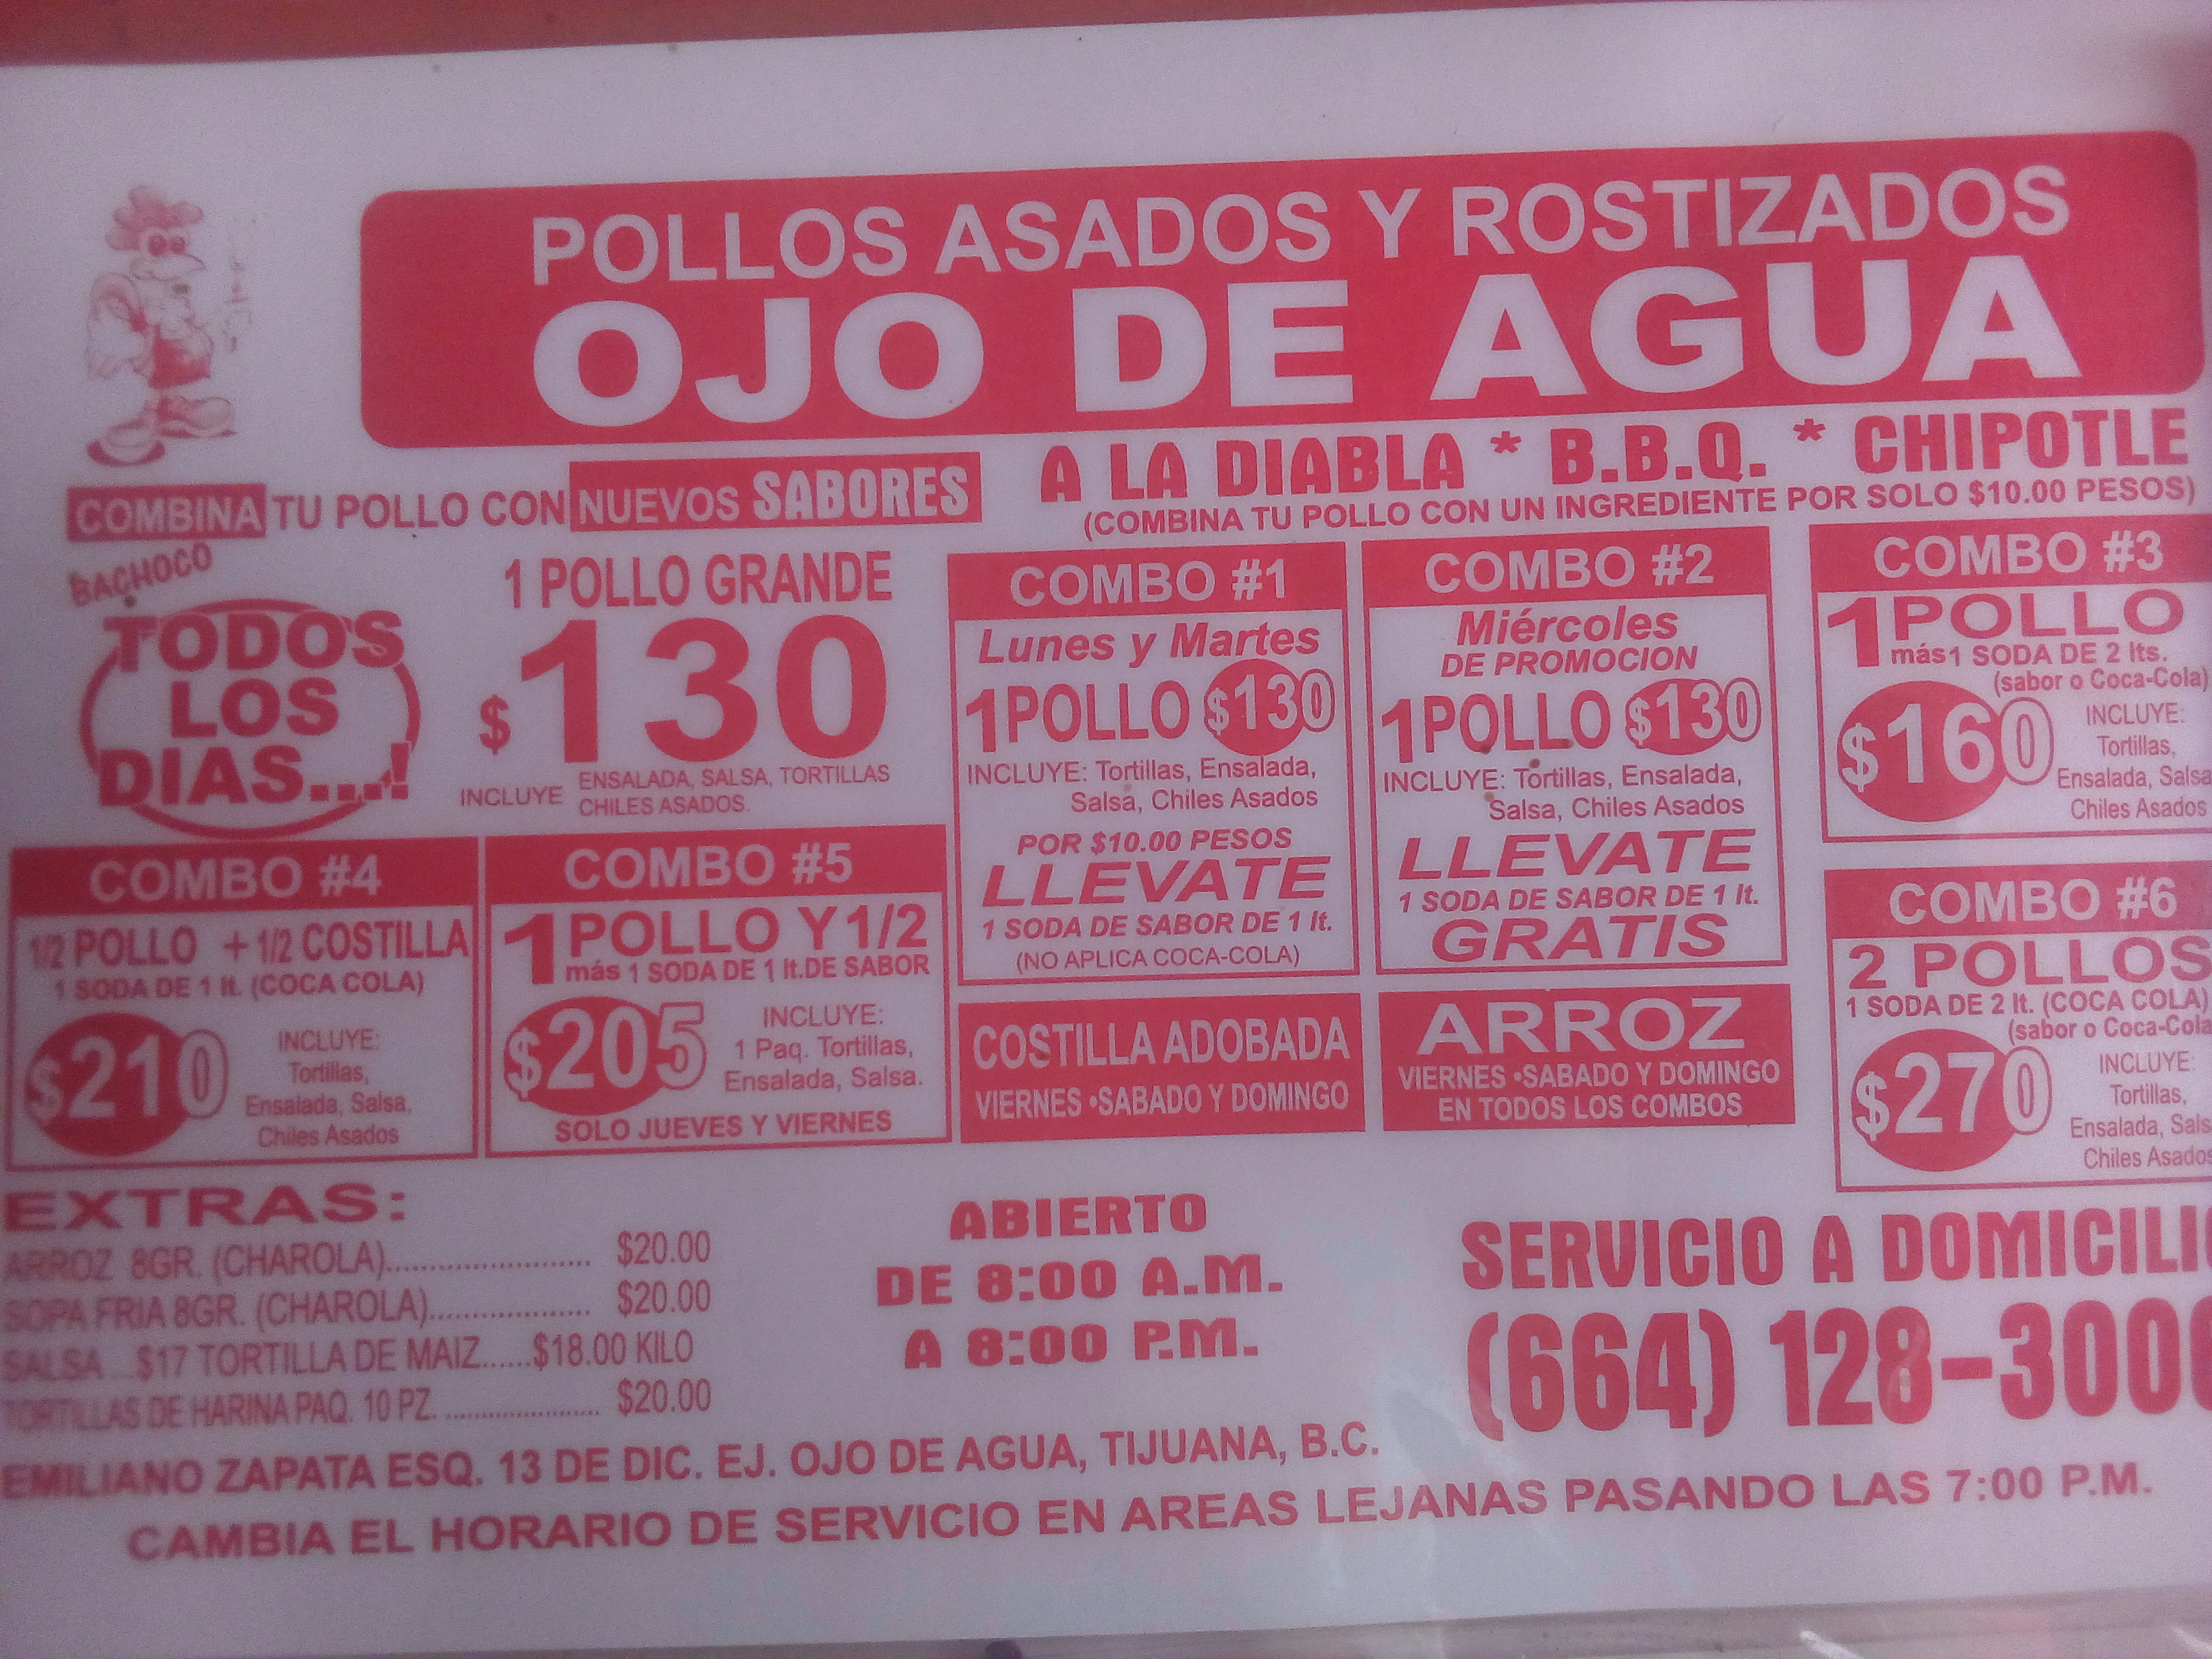 POLLOS ASADOS Y ROSTIZADOS
OJO DE AGUA
COMBINA TU POLLO CON NUEVOS SABORES
A LA DIABLA * B.B.Q. * CHIPOTLE
(COMBINA TU POLLO CON UN INGREDIENTE POR SOLO $10.00 PESOS)
BACHOCO
TODOS
LOS
DIAS....!
1 POLLO GRANDE
$130
INCLUYE ENSALADA, SALSA, TORTILLAS
CHILES ASADOS.
COMBO #1
Lunes y Martes
1 POLLO $130
INCLUYE: Tortillas, Ensalada,
Salsa, Chiles Asados
POR $10.00 PESOS
LLEVATE
1 SODA DE SABOR DE 1 lt.
(NO APLICA COCA-COLA)
COMBO #2
Miércoles
DE PROMOCION
1 POLLO $130
INCLUYE: Tortillas, Ensalada,
Salsa, Chiles Asados
LLEVATE
1 SODA DE SABOR DE 1 lt.
GRATIS
COMBO #3
1 POLLO
más 1 SODA DE 2 lts.
(sabor o Coca-Cola)
$160
INCLUYE:
Tortillas,
Ensalada, Salsa
Chiles Asados
COMBO #4
1/2 POLLO + 1/2 COSTILLA
1 SODA DE 1 lt. (COCA COLA)
$210
INCLUYE:
Tortillas,
Ensalada, Salsa,
Chiles Asados
COMBO #5
1 POLLO Y 1/2
más 1 SODA DE 1 lt. DE SABOR
$205
INCLUYE:
1 Paq. Tortillas,
Ensalada, Salsa.
SOLO JUEVES Y VIERNES
COSTILLA ADOBADA
VIERNES •SABADO Y DOMINGO
ARROZ
VIERNES •SABADO Y DOMINGO
EN TODOS LOS COMBOS
COMBO #6
2 POLLOS
1 SODA DE 2 lt. (COCA COLA)
(sabor o Coca-Cola
$270
INCLUYE:
Tortillas,
Ensalada, Sals
Chiles Asados
EXTRAS:
ARROZ 8GR. (CHAROLA)........................ $20.00
SOPA FRIA 8GR. (CHAROLA)................... $20.00
SALSA ...$17 TORTILLA DE MAIZ......$18.00 KILO
TORTILLAS DE HARINA PAQ. 10 PZ. ....................... $20.00
ABIERTO
DE 8:00 A.M.
A 8:00 P.M.
SERVICIO A DOMICILI
(664) 128-300
EMILIANO ZAPATA ESQ. 13 DE DIC. EJ. OJO DE AGUA, TIJUANA, B.C.
CAMBIA EL HORARIO DE SERVICIO EN AREAS LEJANAS PASANDO LAS 7:00 P.M.